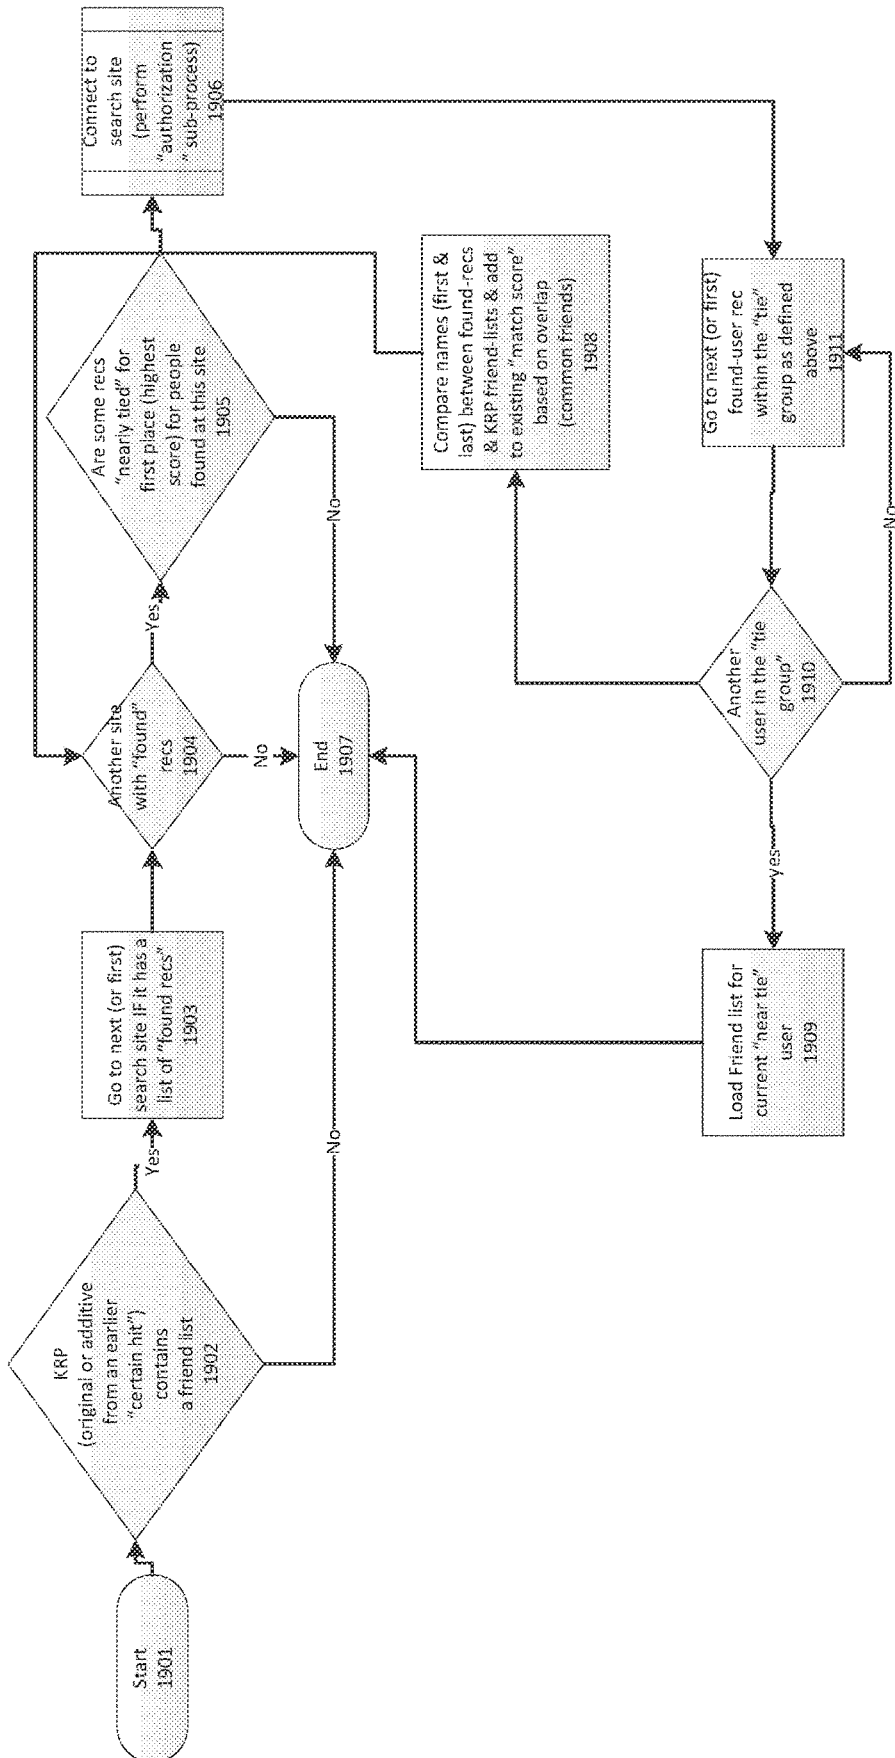 Start
1901
KRP
(original or additive
from an earlier
"certain hit")
contains
a friend list
1902
Yes
No
Go to next (or first)
search site IF it has a
list of "found recs"
1903
Another site
with "found"
recs
1904
Yes
No
Are some recs
"nearly tied" for
first place (highest
score) for people
found at this site
1905
No
Connect to
search site
(perform
"authorization
" sub-process)
1906
End
1907
Compare names (first &
last) between found-recs
& KRP friend-lists & add
to existing "match score"
based on overlap
(common friends)
1908
Load Friend list for
current "near tie"
user
1909
yes
Another
user in the "tie
group"
1910
No
Go to next (or first)
found-user rec
within the "tie"
group as defined
above
1911